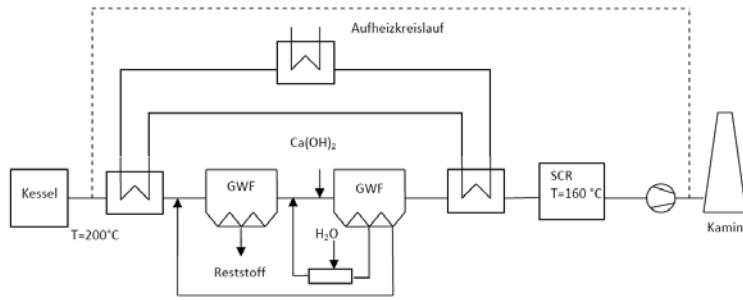 Aufheizkreislauf
Ca(OH)₂
Kessel
GWF
GWF
SCR
T=160 °C
T=200°C
H₂O
Reststoff
Kamin